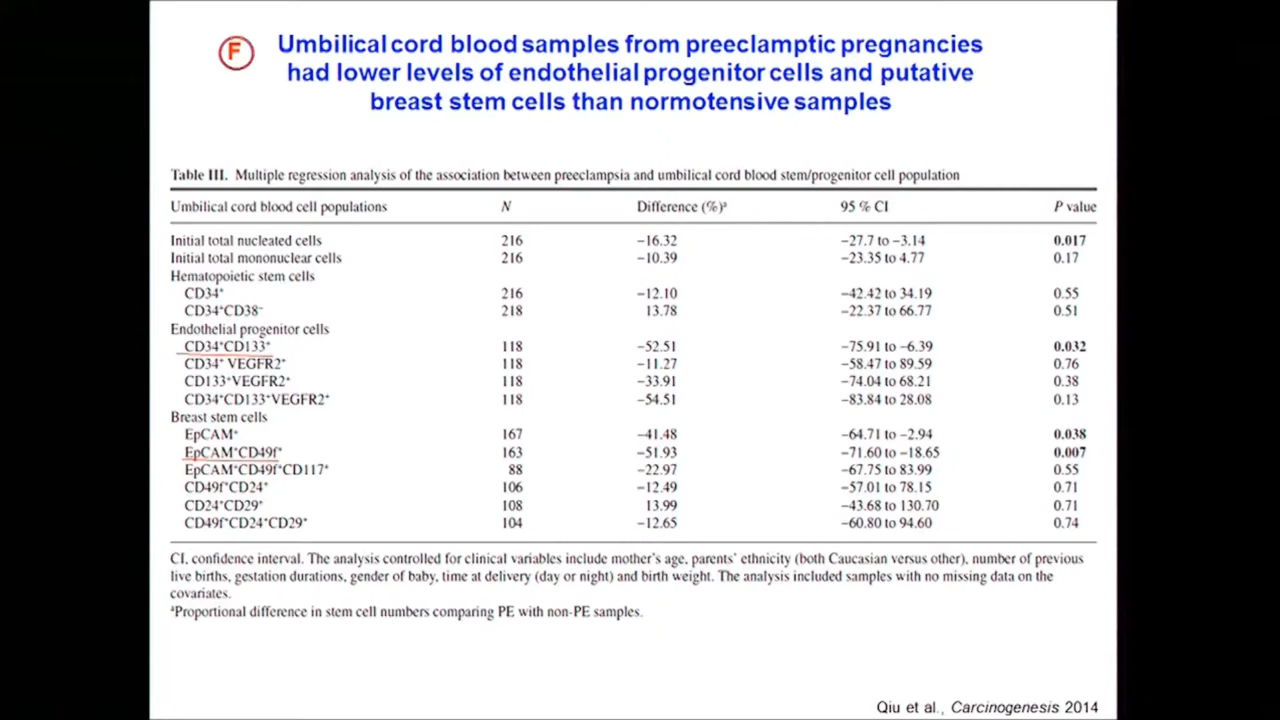 F
Umbilical cord blood samples from preeclamptic pregnancies
had lower levels of endothelial progenitor cells and putative
breast stem cells than normotensive samples
Table III. Multiple regression analysis of the association between preeclampsia and umbilical cord blood stem/progenitor cell population
Umbilical cord blood cell populations N Difference (%)ᵃ 95 % CI P value
Initial total nucleated cells 216 −16.32 −27.7 to −3.14 0.017
Initial total mononuclear cells 216 −10.39 −23.35 to 4.77 0.17
Hematopoietic stem cells
CD34⁺ 216 −12.10 −42.42 to 34.19 0.55
CD34⁺CD38⁻ 218 13.78 −22.37 to 66.77 0.51
Endothelial progenitor cells
CD34⁺CD133⁺ 118 −52.51 −75.91 to −6.39 0.032
CD34⁺ VEGFR2⁺ 118 −11.27 −58.47 to 89.59 0.76
CD133⁺VEGFR2⁺ 118 −33.91 −74.04 to 68.21 0.38
CD34⁺CD133⁺VEGFR2⁺ 118 −54.51 −83.84 to 28.08 0.13
Breast stem cells
EpCAM⁺ 167 −41.48 −64.71 to −2.94 0.038
EpCAM⁺CD49f⁺ 163 −51.93 −71.60 to −18.65 0.007
EpCAM⁺CD49f⁺CD117⁺ 88 −22.97 −67.75 to 83.99 0.55
CD49f⁺CD24⁺ 106 −12.49 −57.01 to 78.15 0.71
CD24⁺CD29⁺ 108 13.99 −43.68 to 130.70 0.71
CD49f⁺CD24⁺CD29⁺ 104 −12.65 −60.80 to 94.60 0.74
CI, confidence interval. The analysis controlled for clinical variables include mother's age, parents' ethnicity (both Caucasian versus other), number of previous
live births, gestation durations, gender of baby, time at delivery (day or night) and birth weight. The analysis included samples with no missing data on the
covariates.
ᵃProportional difference in stem cell numbers comparing PE with non-PE samples.
Qiu et al., Carcinogenesis 2014